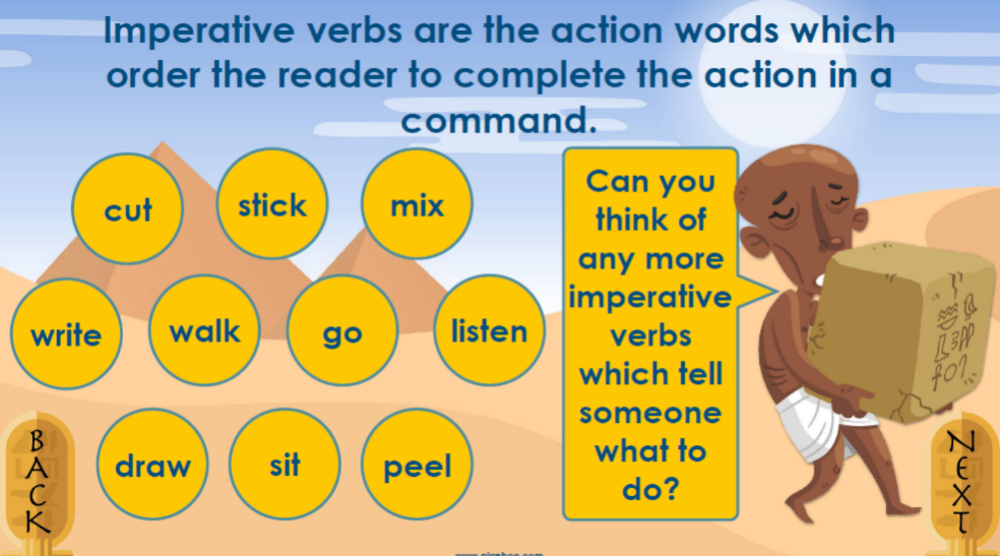 Imperative verbs are the action words which
order the reader to complete the action in a
command.
cut
stick
mix
write
walk
go
listen
draw
sit
peel
Can you
think of
any more
imperative
verbs
which tell
someone
what to
do?
BACK
NEXT